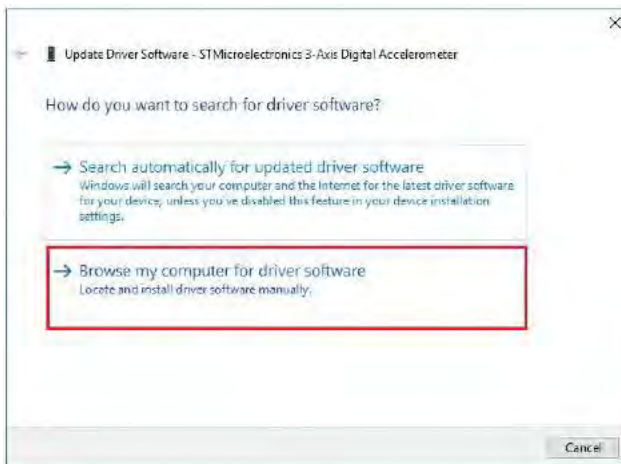 Update Driver Software - STMicroelectronics 3-Axis Digital Accelerometer
How do you want to search for driver software?
→ Search automatically for updated driver software
Windows will search your computer and the Internet for the latest driver software
for your device, unless you've disabled this feature in your device installation
settings.
→ Browse my computer for driver software
Locate and install driver software manually.
Cancel